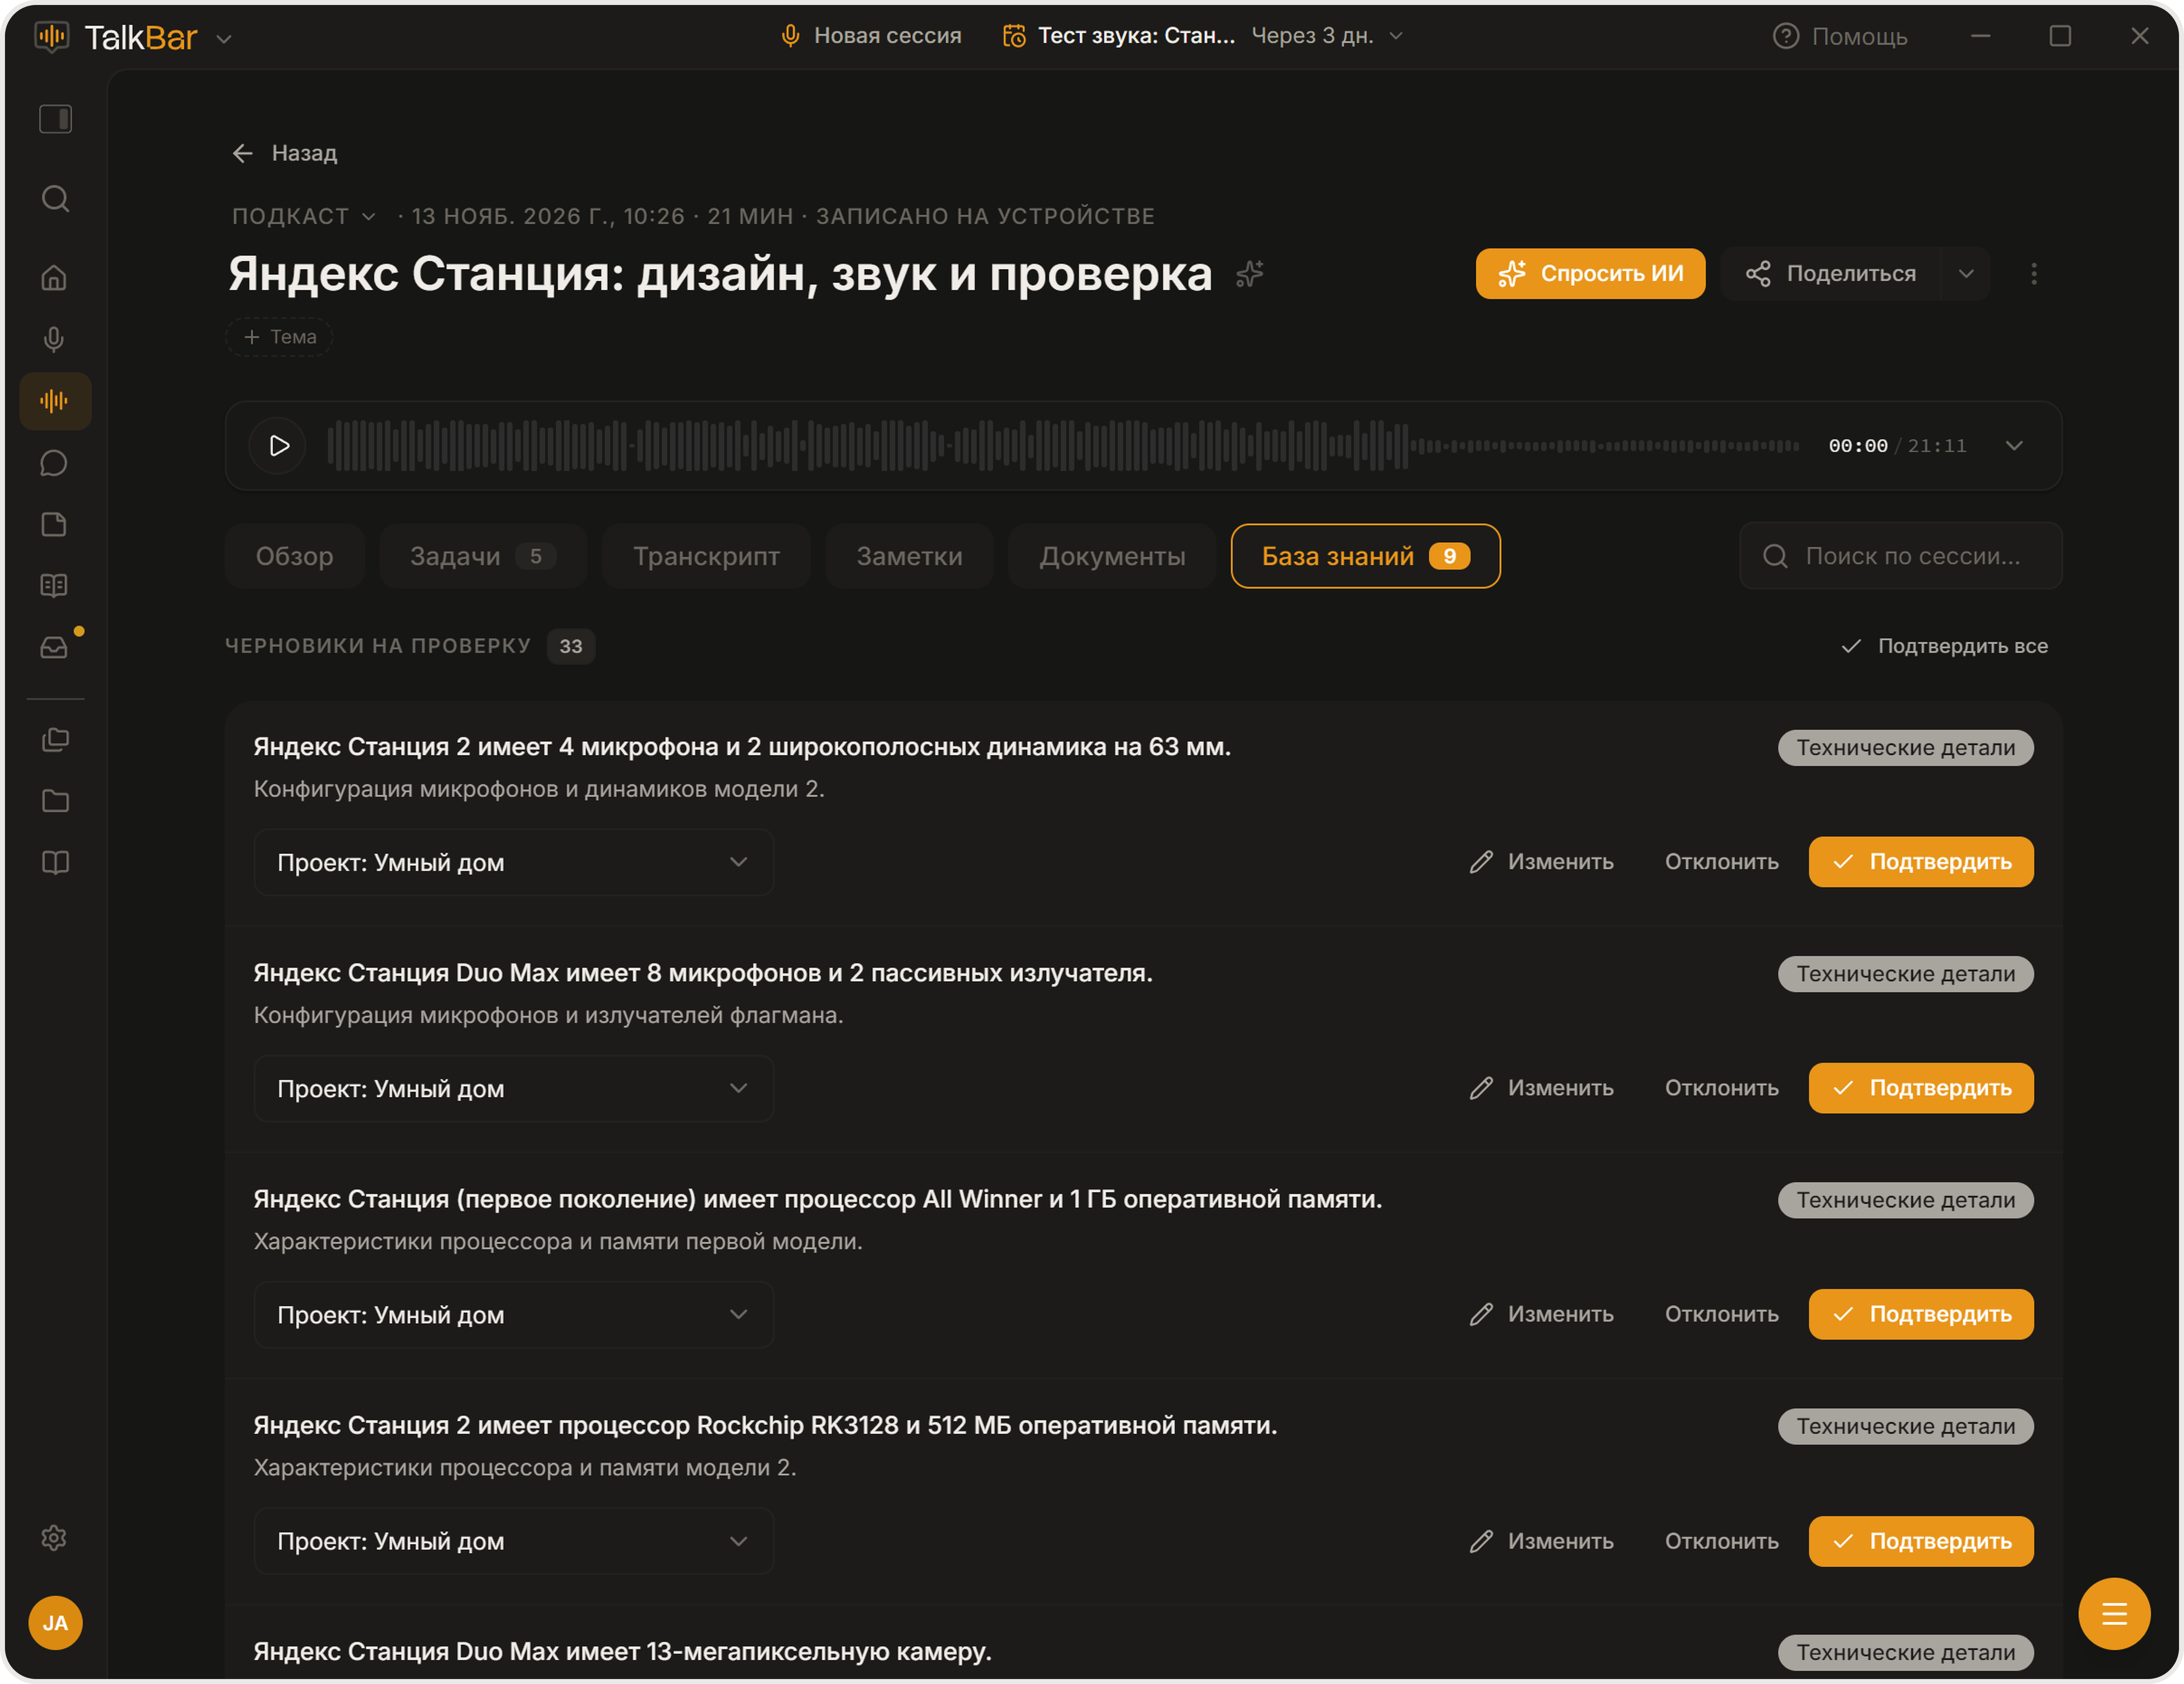 TalkBar
Новая сессия
Тест звука: Стан... Через 3 дн.
Помощь
Назад
ПОДКАСТ · 13 НОЯБ. 2026 Г., 10:26 · 21 МИН · ЗАПИСАНО НА УСТРОЙСТВЕ
Яндекс Станция: дизайн, звук и проверка
Спросить ИИ
Поделиться
+ Тема
00:00 / 21:11
Обзор
Задачи 5
Транскрипт
Заметки
Документы
База знаний 9
Поиск по сессии...
ЧЕРНОВИКИ НА ПРОВЕРКУ 33
Подтвердить все
Яндекс Станция 2 имеет 4 микрофона и 2 широкополосных динамика на 63 мм.
Технические детали
Конфигурация микрофонов и динамиков модели 2.
Проект: Умный дом
Изменить
Отклонить
Подтвердить
Яндекс Станция Duo Max имеет 8 микрофонов и 2 пассивных излучателя.
Технические детали
Конфигурация микрофонов и излучателей флагмана.
Проект: Умный дом
Изменить
Отклонить
Подтвердить
Яндекс Станция (первое поколение) имеет процессор All Winner и 1 ГБ оперативной памяти.
Технические детали
Характеристики процессора и памяти первой модели.
Проект: Умный дом
Изменить
Отклонить
Подтвердить
Яндекс Станция 2 имеет процессор Rockchip RK3128 и 512 МБ оперативной памяти.
Технические детали
Характеристики процессора и памяти модели 2.
Проект: Умный дом
Изменить
Отклонить
Подтвердить
Яндекс Станция Duo Max имеет 13-мегапиксельную камеру.
Технические детали
JA